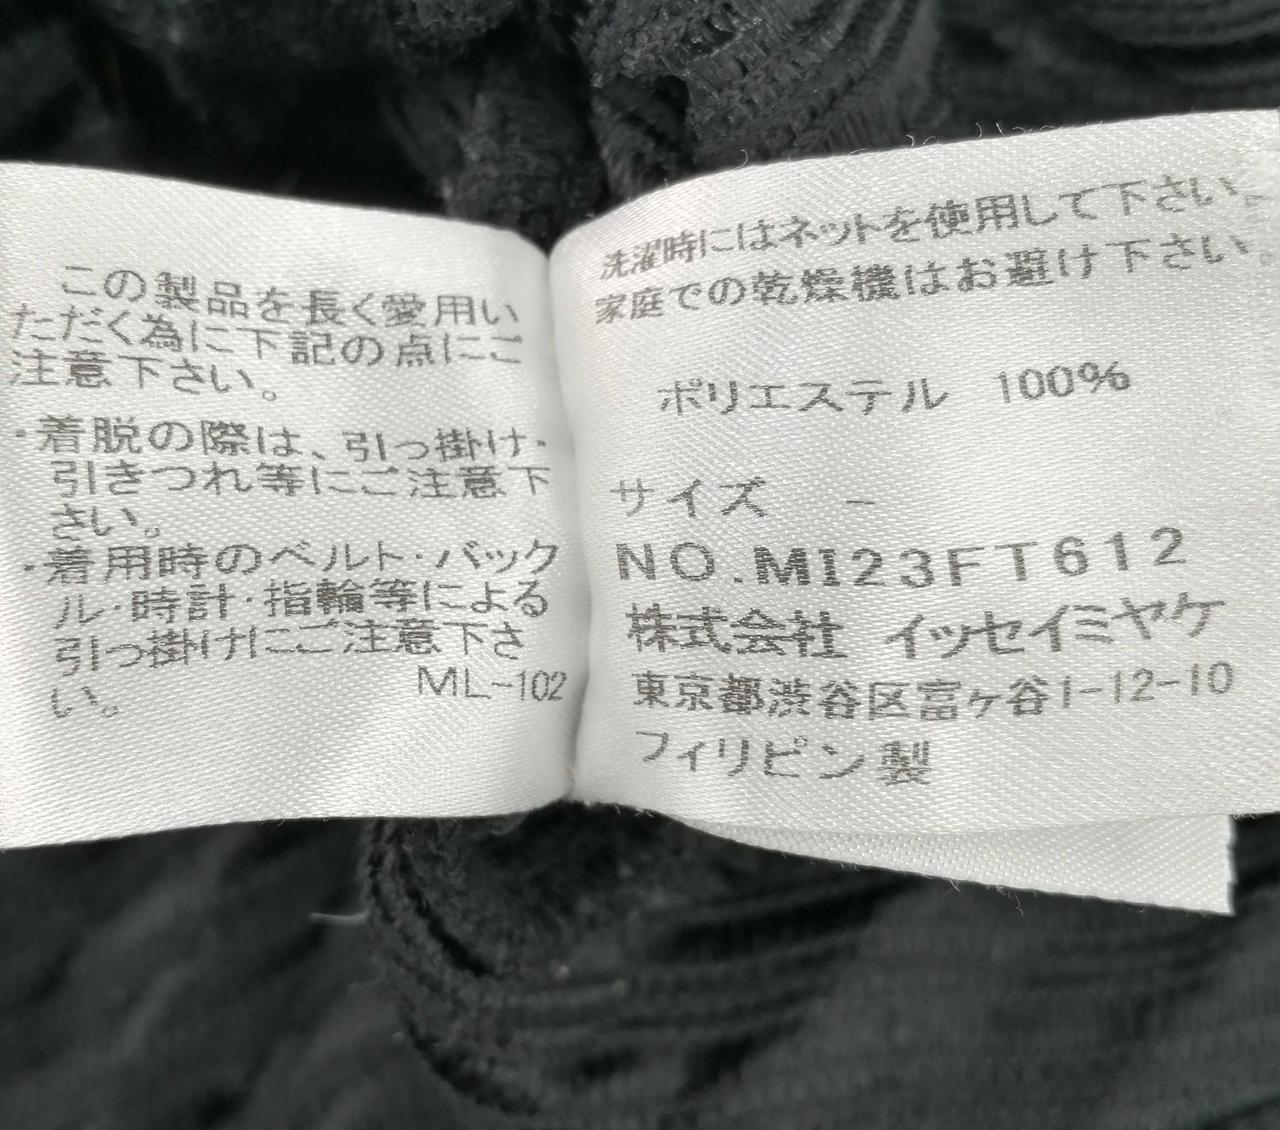 この製品を長く愛用い
ただく為に下記の点にご
注意下さい。
・着脱の際は、引っ掛け・
引きつれ等にご注意下
さい。
・着用時のベルト・バック
ル・時計・指輪等による
引っ掛けにご注意下さ
い。
ML-102
洗濯時にはネットを使用して下さい。
家庭での乾燥機はお避け下さい。
ポリエステル 100%
サイズ -
NO.MI23FT612
株式会社 イッセイミヤケ
東京都渋谷区富ヶ谷1-12-10
フィリピン製